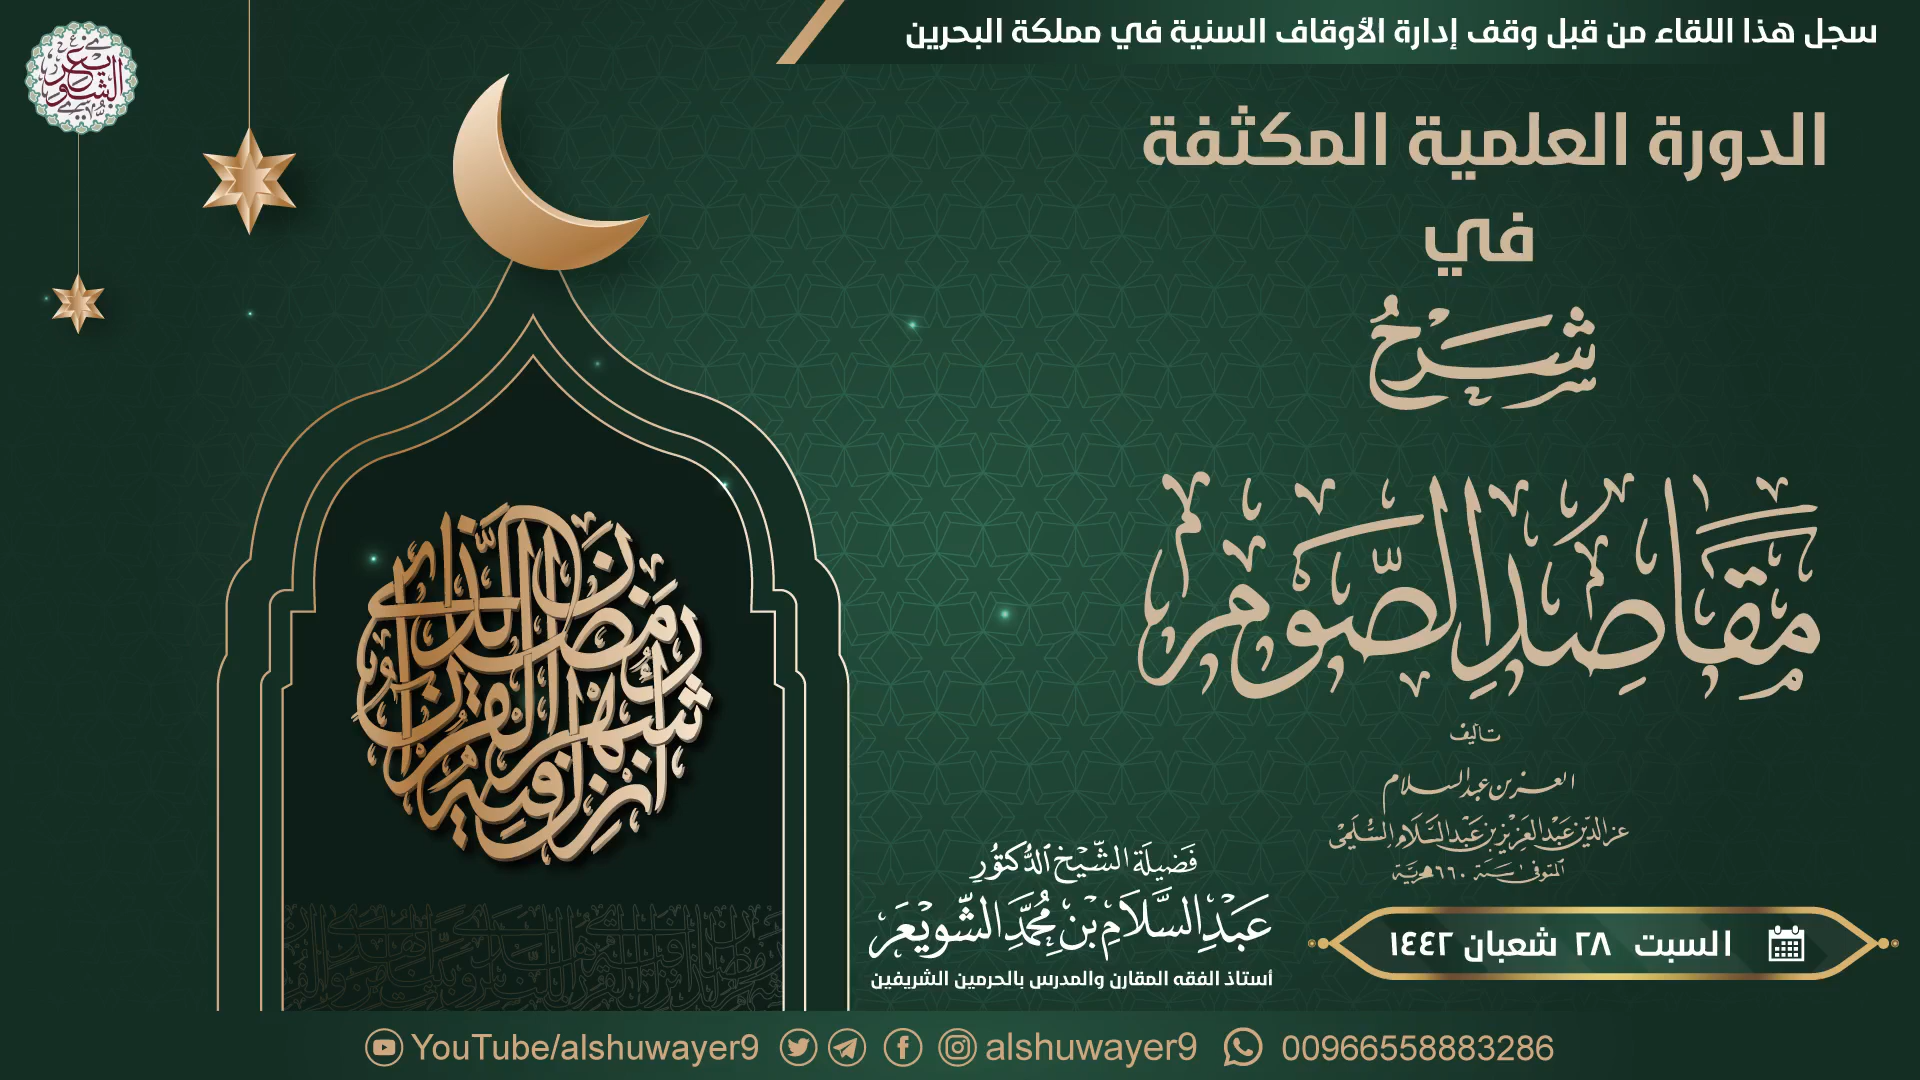 سجل هذا اللقاء من قبل وقف إدارة الأوقاف السنية في مملكة البحرين
الدورة العلمية المكثفة
في
شرح
مقاصد الصوم
تأليف
العز بن عبد السلام
عز الدين عبد العزيز بن عبد السلام السلمي
المتوفى سنة ٦٦٠ هجرية
السبت ٢٨ شعبان ١٤٤٢
فضيلة الشيخ الدكتور
عبد السلام بن محمد الشويعر
أستاذ الفقه المقارن والمدرس بالحرمين الشريفين
شهر رمضان الذي أنزل فيه القرآن
الشويعر
YouTube/alshuwayer9 alshuwayer9 00966558883286